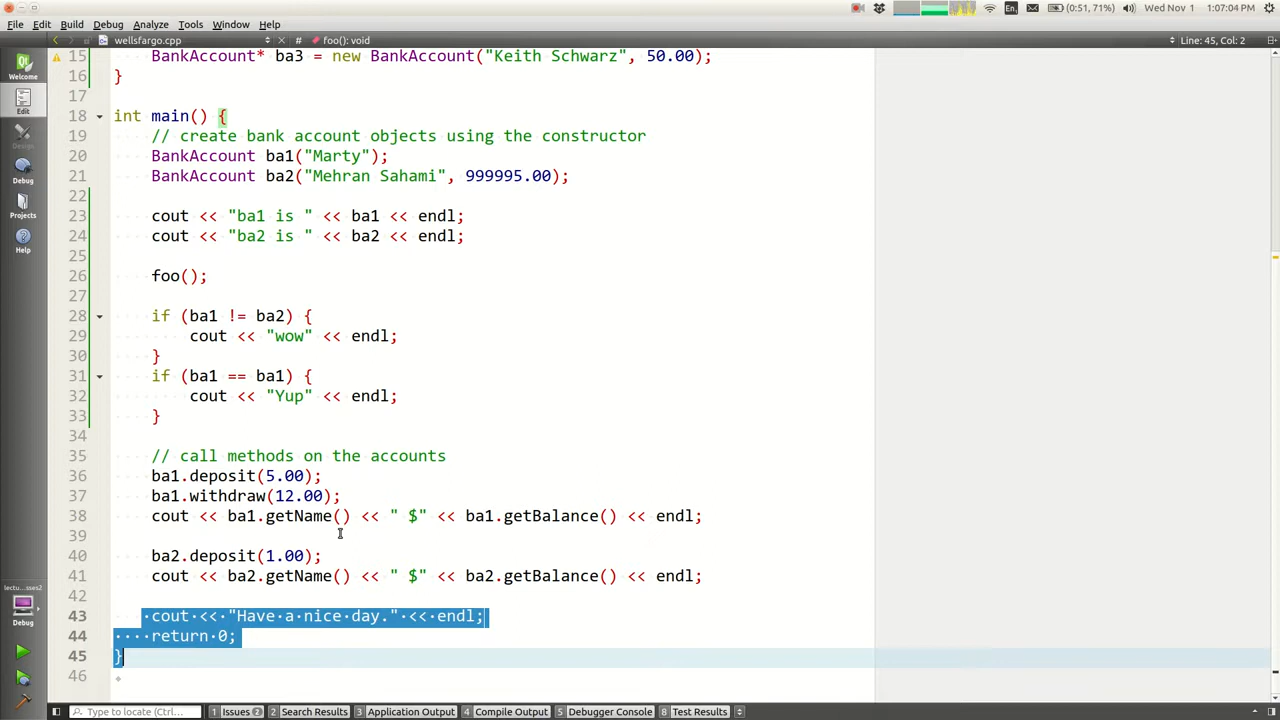 File Edit Build Debug Analyze Tools Window Help En (0:51, 71%) Wed Nov 1 1:07:04
wellsfargo.cpp # foo(): void Line: 45, Col: 2
Welcome
Edit
Design
Debug
Projects
Help
lectu...sses2
Debug
15 BankAccount* ba3 = new BankAccount("Keith Schwarz", 50.00);
16 }
17
18 int main() {
19 // create bank account objects using the constructor
20 BankAccount ba1("Marty");
21 BankAccount ba2("Mehran Sahami", 999995.00);
22
23 cout << "ba1 is " << ba1 << endl;
24 cout << "ba2 is " << ba2 << endl;
25
26 foo();
27
28 if (ba1 != ba2) {
29 cout << "wow" << endl;
30 }
31 if (ba1 == ba1) {
32 cout << "Yup" << endl;
33 }
34
35 // call methods on the accounts
36 ba1.deposit(5.00);
37 ba1.withdraw(12.00);
38 cout << ba1.getName() << " $" << ba1.getBalance() << endl;
39
40 ba2.deposit(1.00);
41 cout << ba2.getName() << " $" << ba2.getBalance() << endl;
42
43 cout << "Have a nice day." << endl;
44 return 0;
45 }
46
Type to locate (Ctrl... 1 Issues 2 2 Search Results 3 Application Output 4 Compile Output 5 Debugger Console 8 Test Results